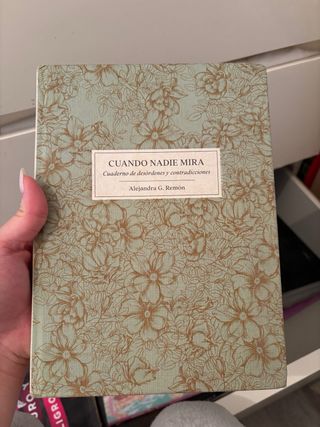 CUANDO NADIE MIRA
Cuaderno de desórdenes y contradicciones
Alejandra G. Remón